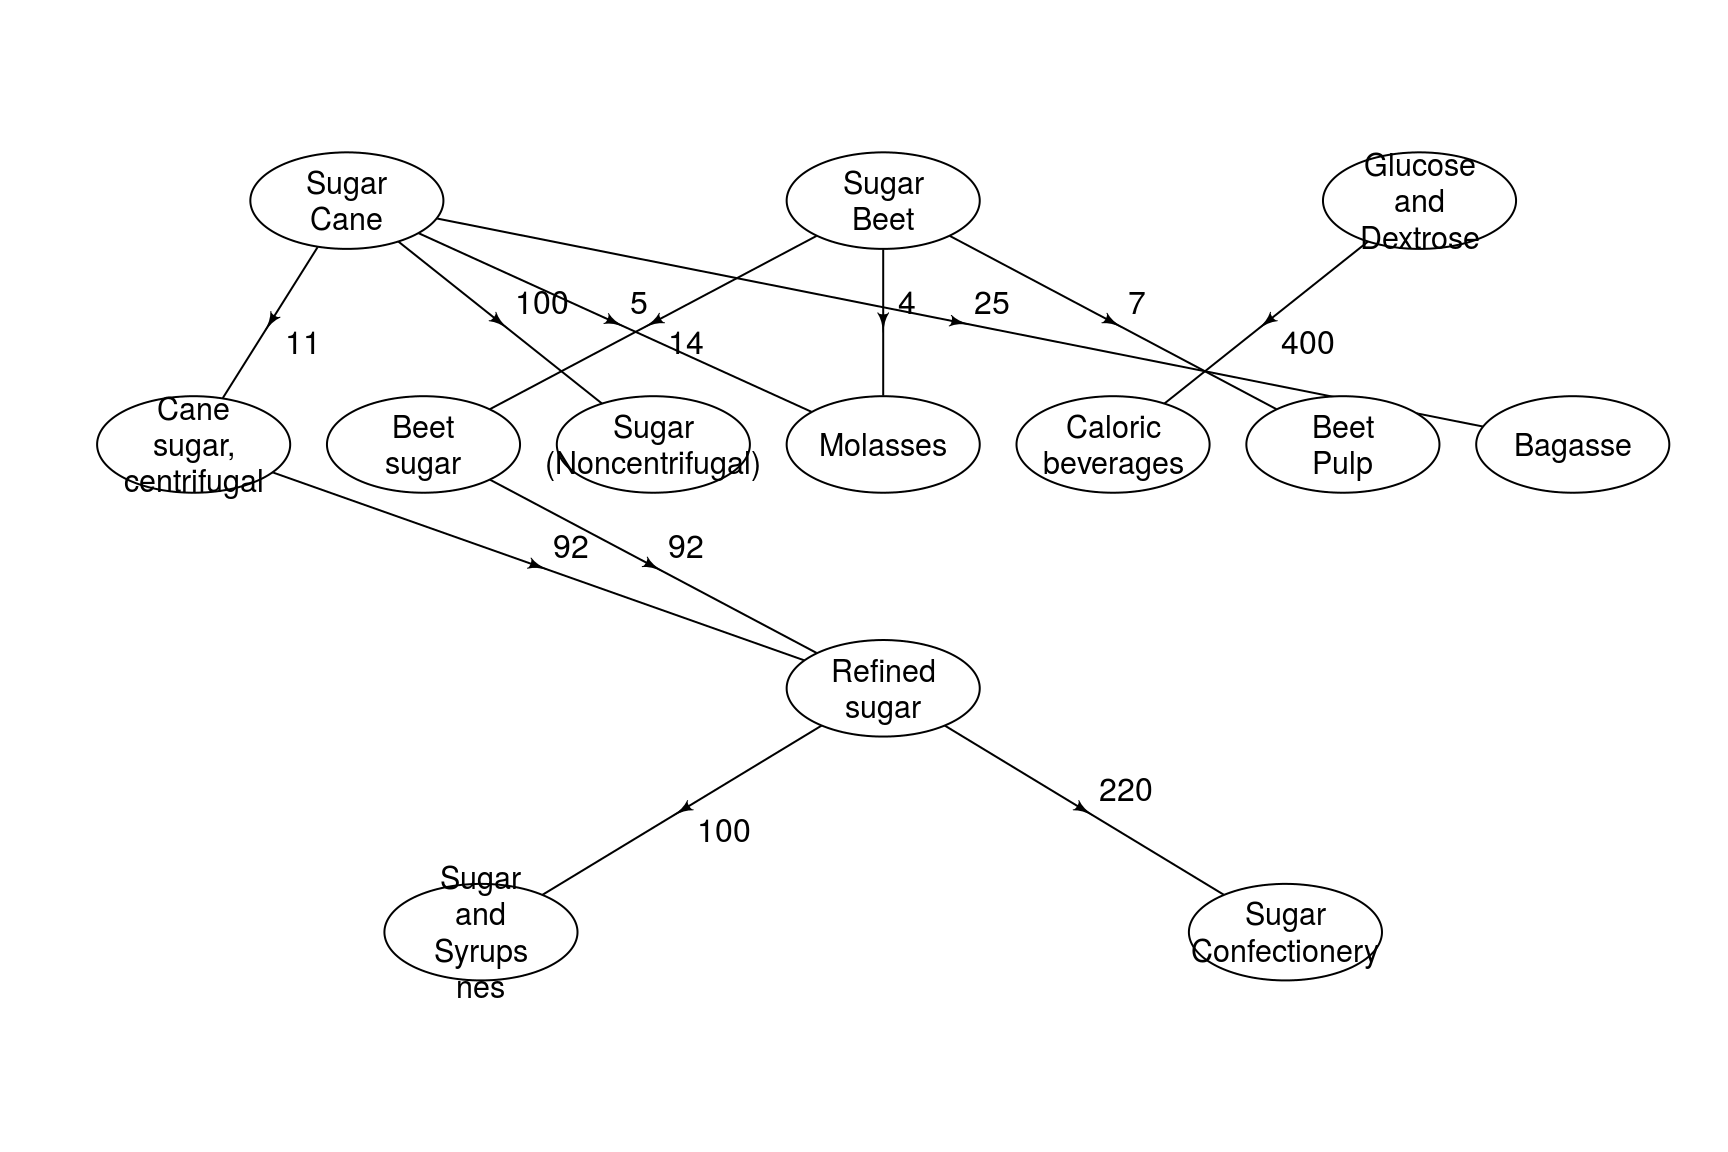 Sugar
Cane
Sugar
Beet
Glucose
and
Dextrose
100
5
4
25
7
11
14
400
Cane
sugar,
centrifugal
Beet
sugar
Sugar
(Noncentrifugal)
Molasses
Caloric
beverages
Beet
Pulp
Bagasse
92
92
Refined
sugar
220
100
Sugar
and
Syrups
nes
Sugar
Confectionery